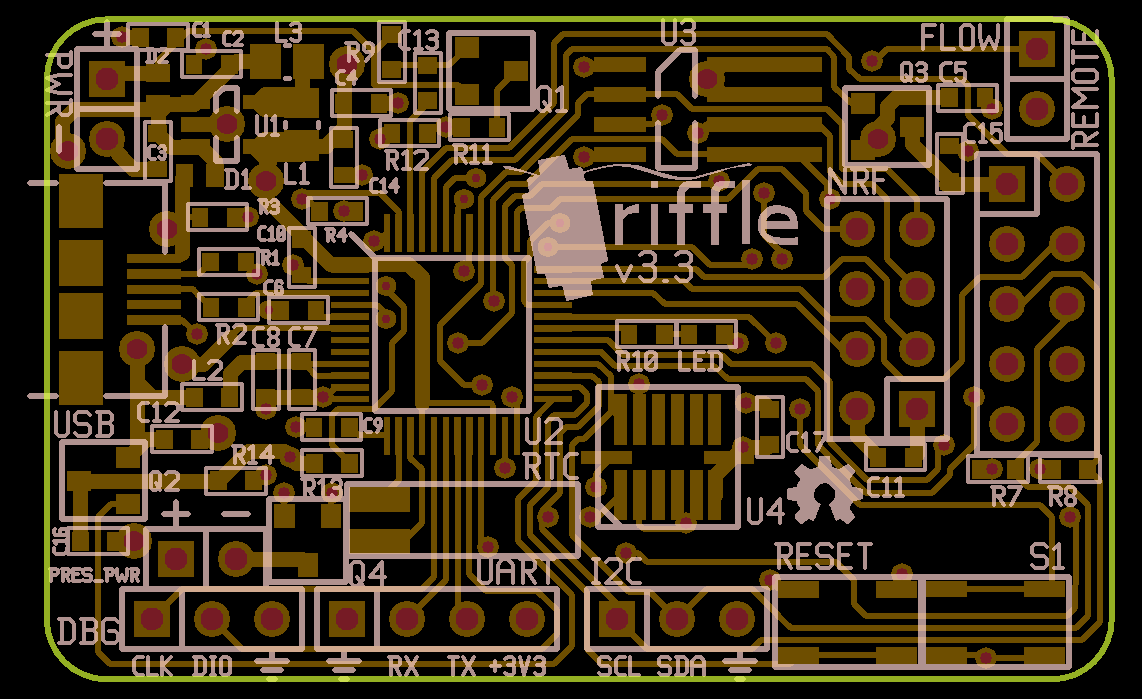 + C1 L3 C13 U3 FLOW
PWR D2 C2 R9 REMOTE
C4 Q3 C5
Q1
U1 R12 R11 C15
C3
D1 L1 C14 NRF
R3 riffle
C10 R4
R1 v3.3
C6
R2 C8 C7 R10 LED
L2
USB C12 C9 U2 C17
R14 RTC
Q2 R13 C11 R7 R8
+ - U4
C16
PRES_PWR Q4 UART I2C RESET S1
DBG
CLK DIO RX TX +3V3 SCL SDA